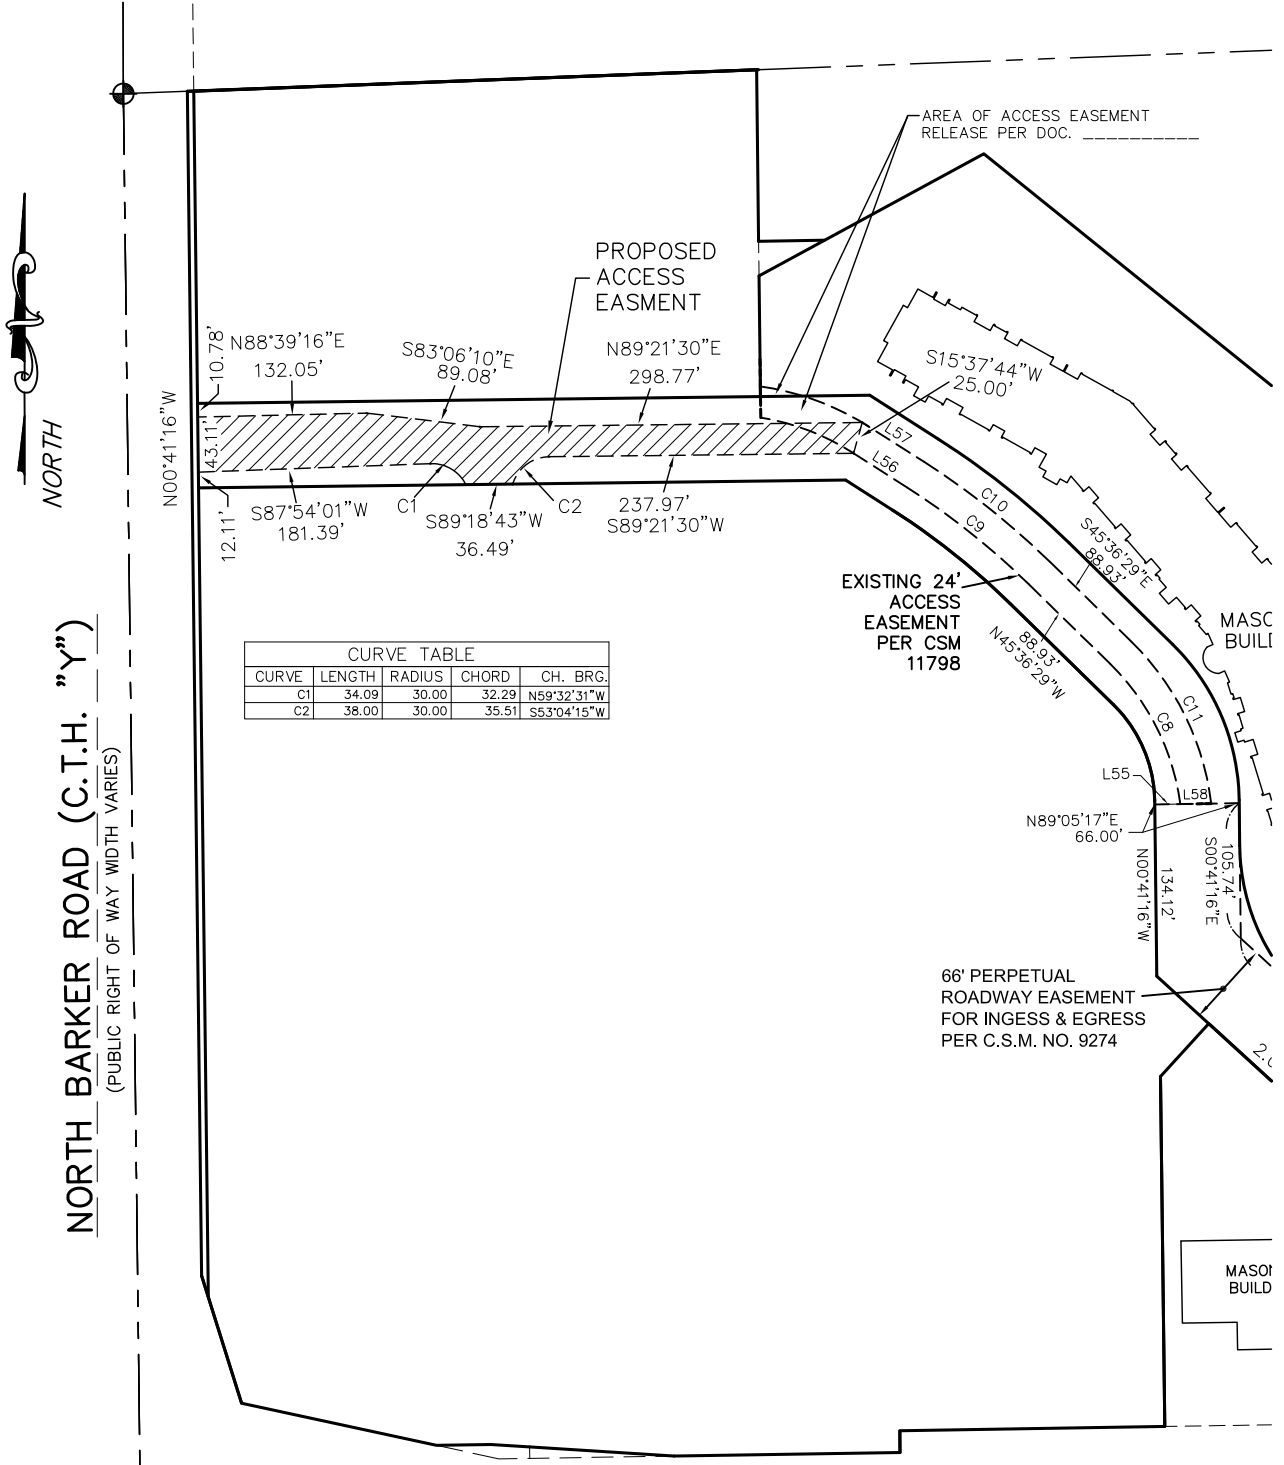 AREA OF ACCESS EASEMENT
RELEASE PER DOC. ___________
PROPOSED
ACCESS
EASMENT
N88°39'16"E
132.05'
S83°06'10"E
89.08'
N89°21'30"E
298.77'
S15°37'44"W
25.00'
10.78'
N00°41'16"W
43.11'
12.11'
NORTH
S87°54'01"W
181.39'
C1
S89°18'43"W
36.49'
C2
237.97'
S89°21'30"W
L57
L56
C10
C9
S45°36'29"E
88.93'
EXISTING 24'
ACCESS
EASEMENT
PER CSM
11798
88.93'
N45°36'29"W
MASO
BUILD
CURVE TABLE
CURVE LENGTH RADIUS CHORD CH. BRG.
C1 34.09 30.00 32.29 N59°32'31"W
C2 38.00 30.00 35.51 S53°04'15"W
C8
C11
L55
L58
N89°05'17"E
66.00'
105.74'
S00°41'16"E
134.12'
N00°41'16"W
NORTH BARKER ROAD (C.T.H. "Y")
(PUBLIC RIGHT OF WAY WIDTH VARIES)
66' PERPETUAL
ROADWAY EASEMENT
FOR INGESS & EGRESS
PER C.S.M. NO. 9274
MASON
BUILD